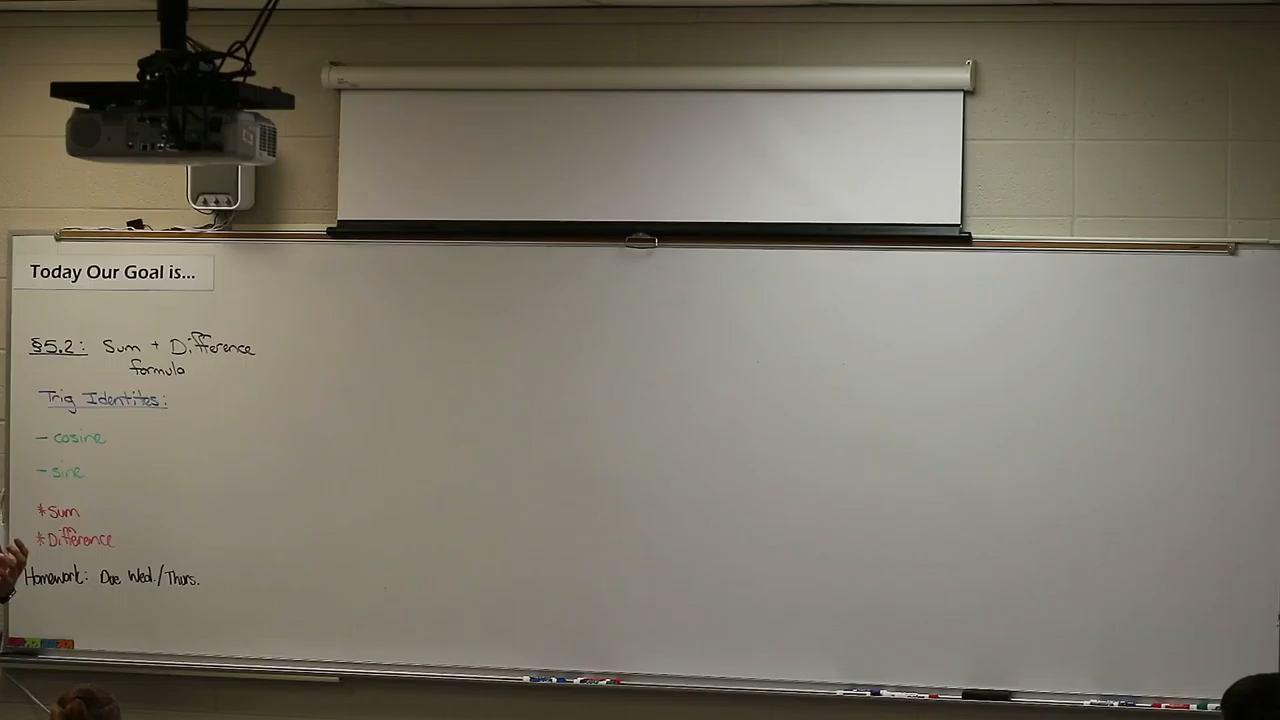 Today Our Goal is...
§5.2: Sum + Difference
formula
Trig Identites:
- cosine
- sine
*Sum
*Difference
Homework: Due Wed./Thurs.